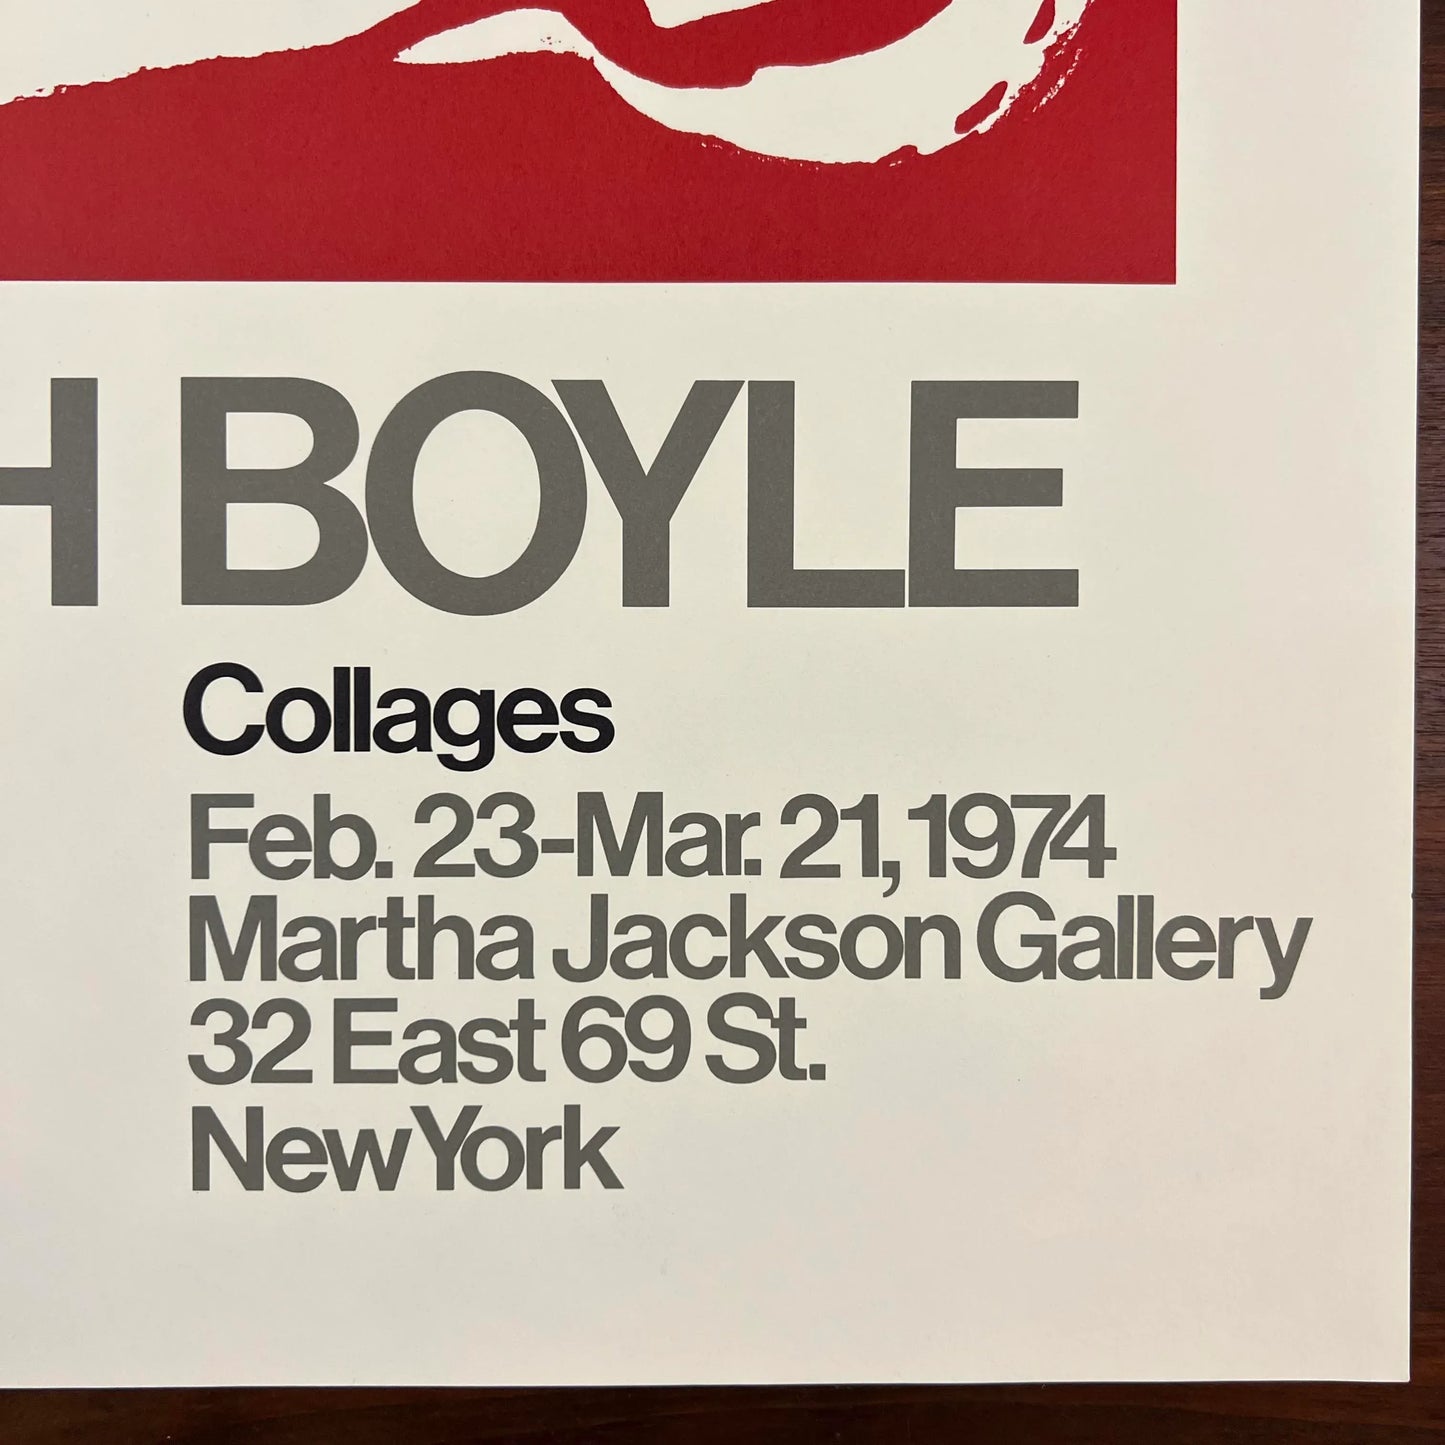 H BOYLE
Collages
Feb. 23-Mar. 21, 1974
Martha Jackson Gallery
32 East 69 St.
New York